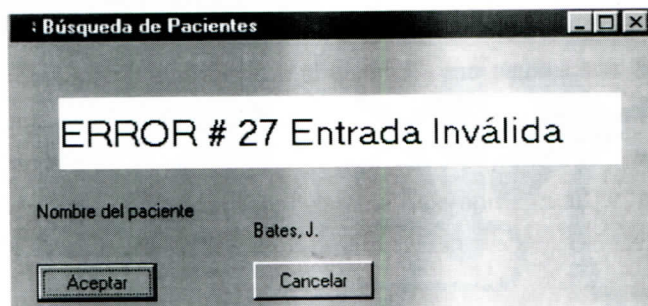 Búsqueda de Pacientes
ERROR # 27 Entrada Inválida
Nombre del paciente
Bates, J.
Aceptar
Cancelar